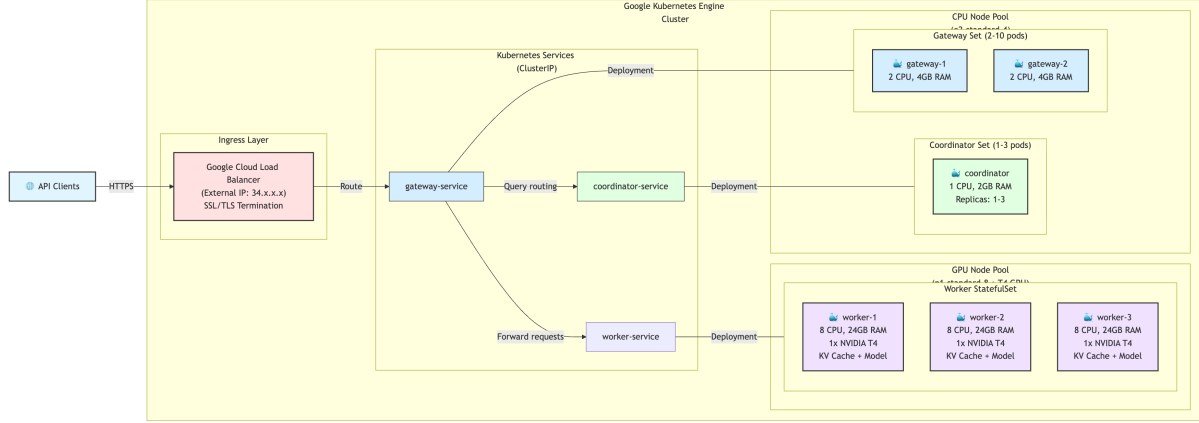 Google Kubernetes Engine
Cluster
CPU Node Pool
Gateway Set (2-10 pods)
gateway-1
2 CPU, 4GB RAM
gateway-2
2 CPU, 4GB RAM
Kubernetes Services
(ClusterIP)
Deployment
Ingress Layer
Google Cloud Load
Balancer
(External IP: 34.x.x.x)
SSL/TLS Termination
API Clients
HTTPS
Route
gateway-service
Query routing
coordinator-service
Deployment
Coordinator Set (1-3 pods)
coordinator
1 CPU, 2GB RAM
Replicas: 1-3
GPU Node Pool
Worker StatefulSet
worker-1
8 CPU, 24GB RAM
1x NVIDIA T4
KV Cache + Model
worker-2
8 CPU, 24GB RAM
1x NVIDIA T4
KV Cache + Model
worker-3
8 CPU, 24GB RAM
1x NVIDIA T4
KV Cache + Model
Forward requests
worker-service
Deployment